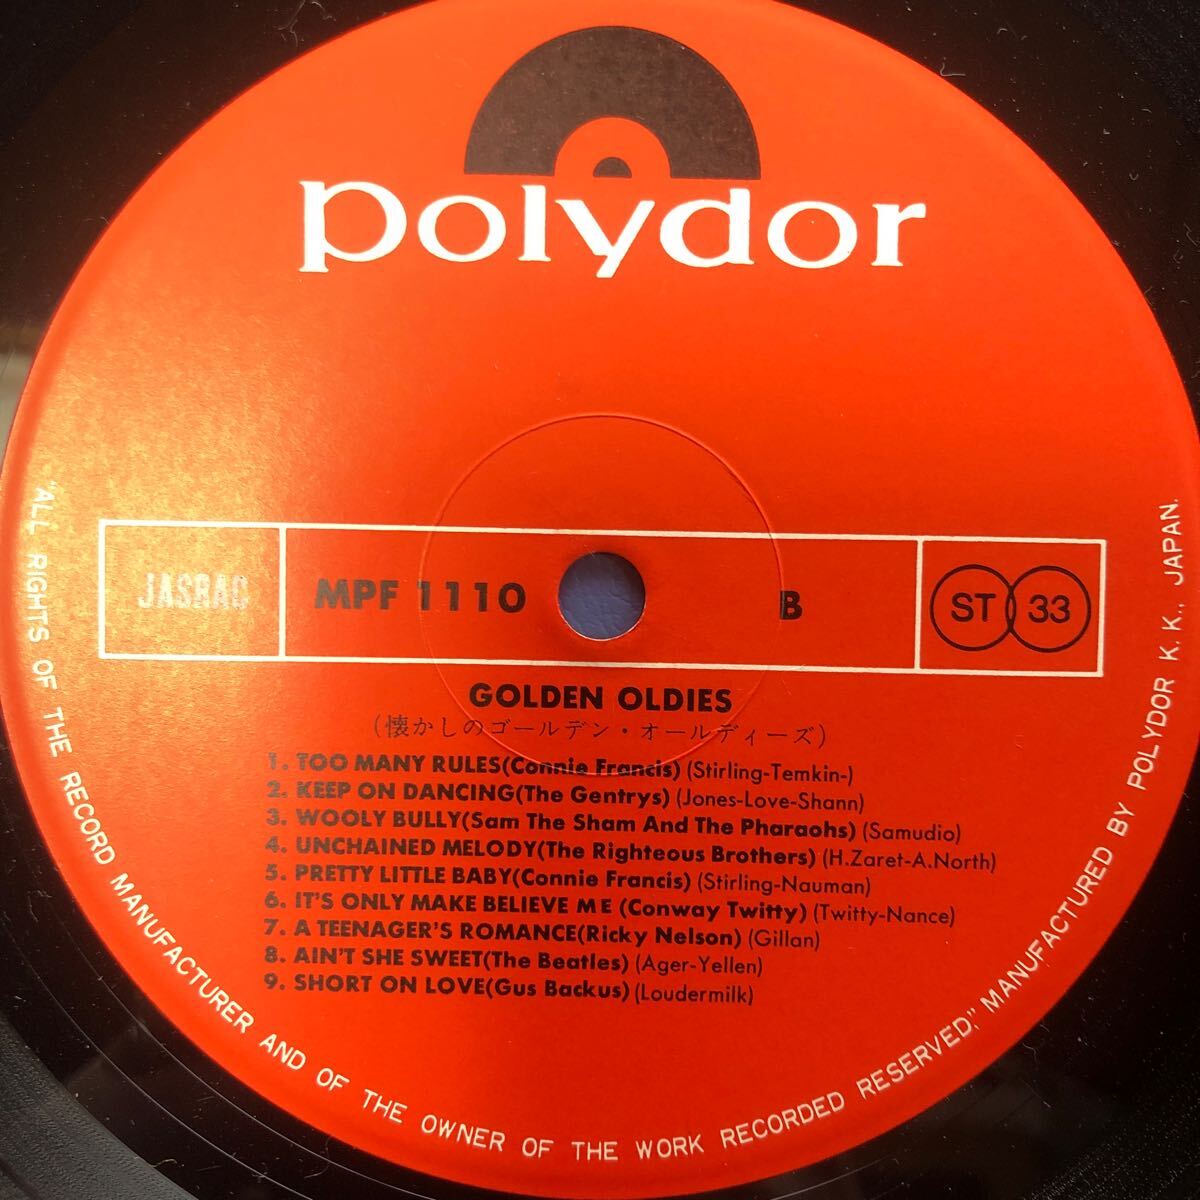 polydor
JASRAC
MPF 1110
B
ST 33
GOLDEN OLDIES
(懐かしのゴールデン・オールディーズ)
1. TOO MANY RULES(Connie Francis) (Stirling-Temkin-)
2. KEEP ON DANCING(The Gentrys) (Jones-Love-Shann)
3. WOOLY BULLY(Sam The Sham And The Pharaohs) (Samudio)
4. UNCHAINED MELODY(The Righteous Brothers) (H.Zaret-A.North)
5. PRETTY LITTLE BABY(Connie Francis) (Stirling-Nauman)
6. IT'S ONLY MAKE BELIEVE ME (Conway Twitty) (Twitty-Nance)
7. A TEENAGER'S ROMANCE(Ricky Nelson) (Gillan)
8. AIN'T SHE SWEET(The Beatles) (Ager-Yellen)
9. SHORT ON LOVE(Gus Backus) (Loudermilk)
"ALL RIGHTS OF THE RECORD MANUFACTURER AND OF THE OWNER OF THE WORK RECORDED RESERVED," MANUFACTURED BY POLYDOR K. K., JAPAN.